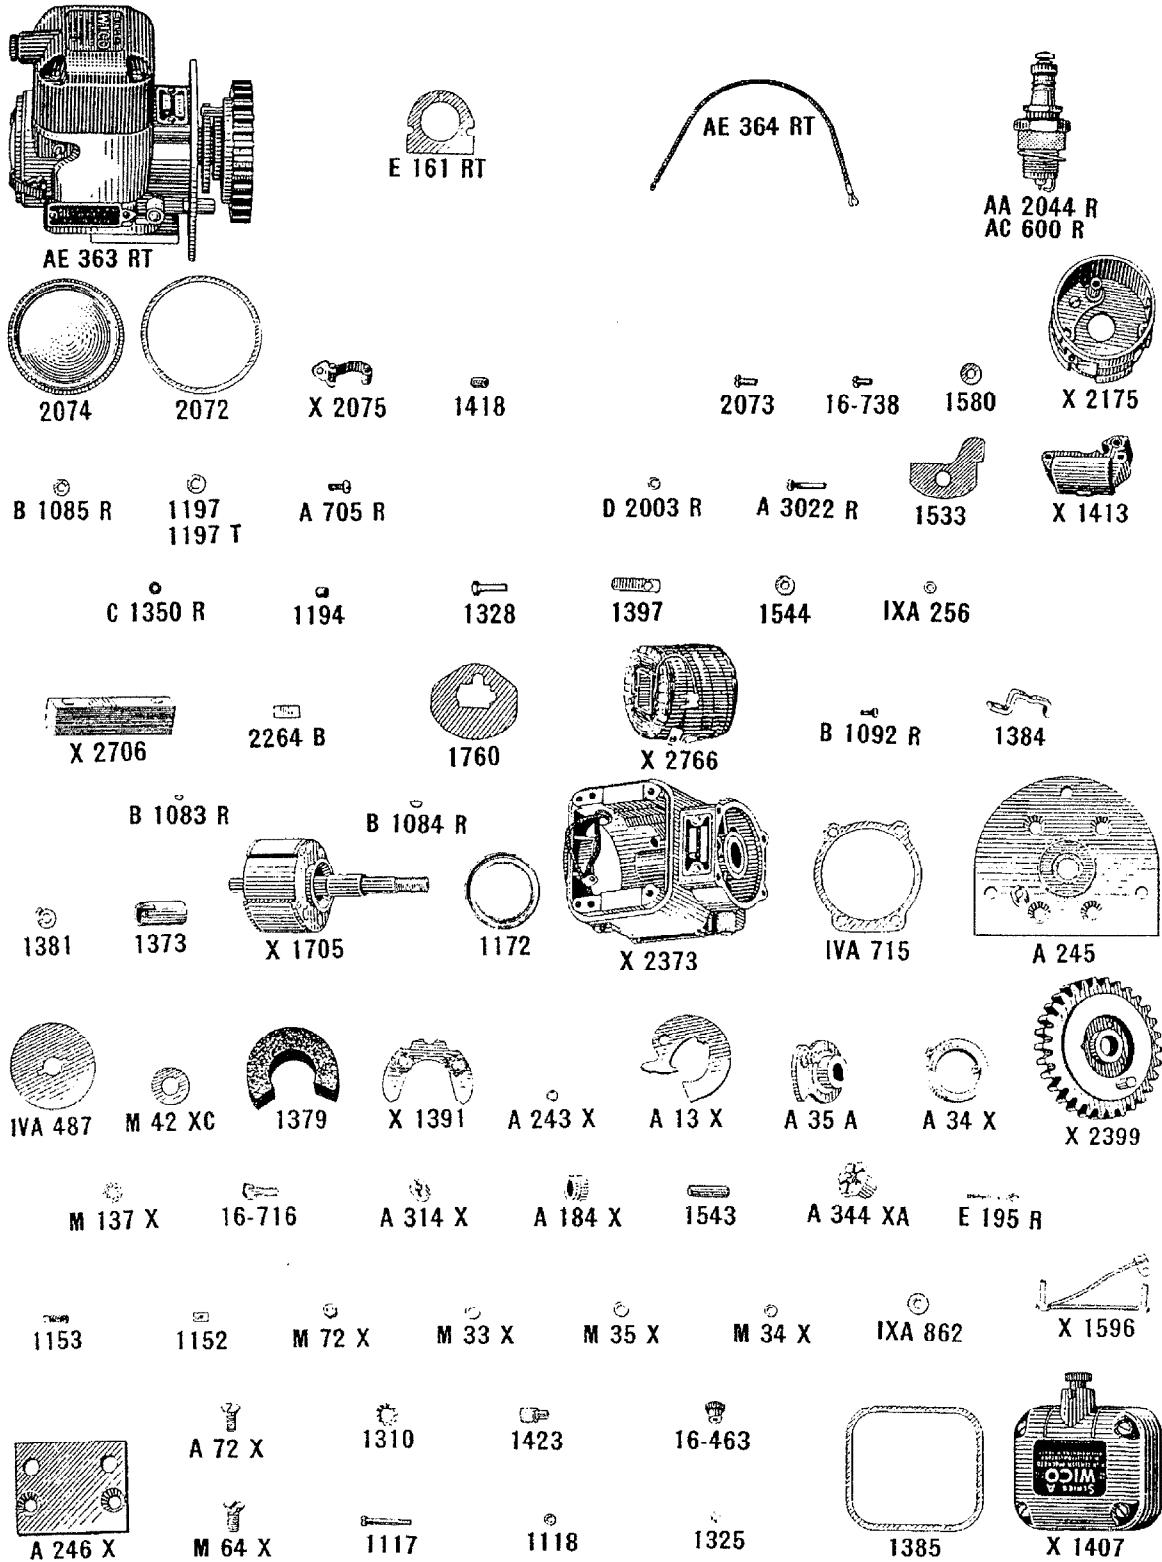 WICO
E 161 RT
AE 364 RT
AA 2044 R
AC 600 R
AE 363 RT
2074
2072
X 2075
1418
2073
16-738
1580
X 2175
B 1085 R
1197
1197 T
A 705 R
D 2003 R
A 3022 R
1533
X 1413
C 1350 R
1194
1328
1397
1544
IXA 256
X 2706
2264 B
1760
X 2766
B 1092 R
1384
B 1083 R
B 1084 R
1381
1373
X 1705
1172
X 2373
IVA 715
A 245
IVA 487
M 42 XC
1379
X 1391
A 243 X
A 13 X
A 35 A
A 34 X
X 2399
M 137 X
16-716
A 314 X
A 184 X
1543
A 344 XA
E 195 R
1153
1152
M 72 X
M 33 X
M 35 X
M 34 X
IXA 862
X 1596
A 72 X
1310
1423
16-463
SERIES A
WICO
A 246 X
M 64 X
1117
1118
1325
1385
X 1407